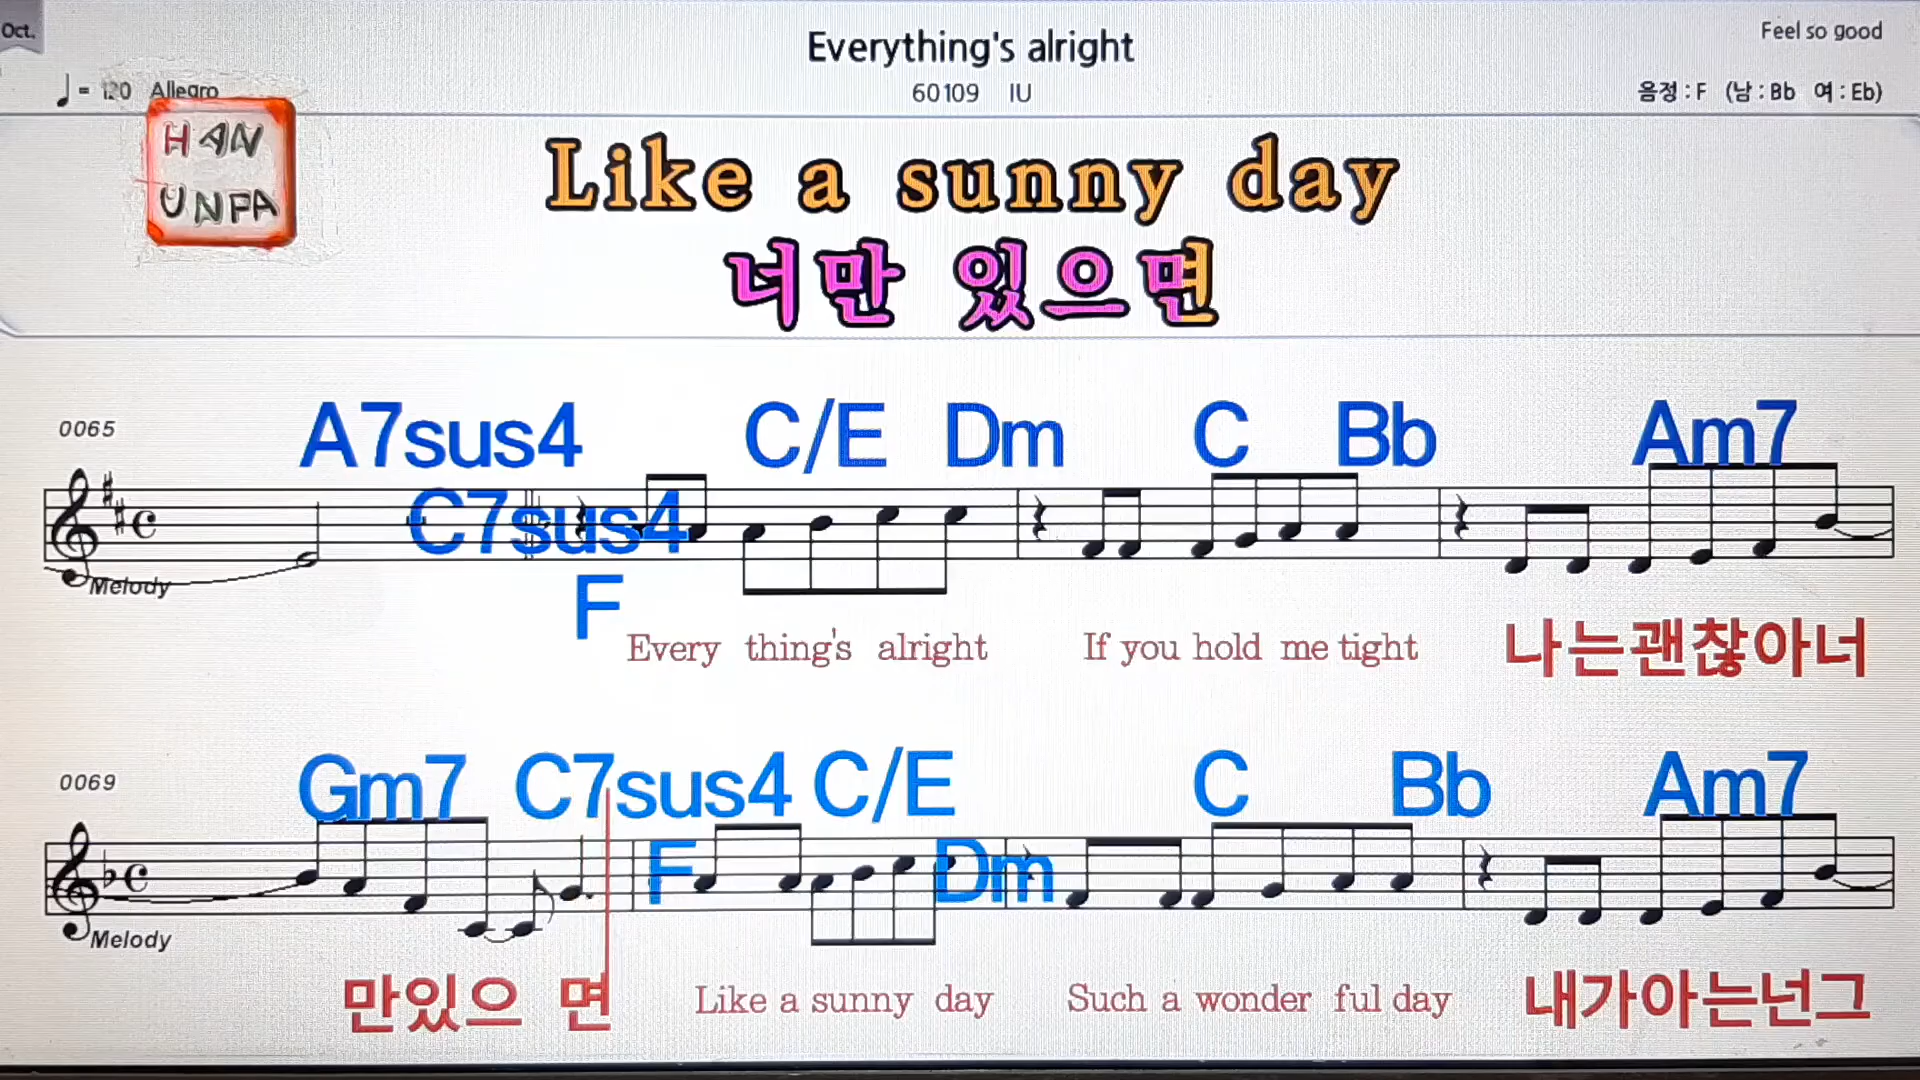 Oct.
Everything's alright
Feel so good
♩ = 120 Allegro
60109 IU
음정 : F (남 : Bb 여 : Eb)
HAN
UNFA
Like a sunny day
너만 있으면
0065
A7sus4 C/E Dm C Bb Am7
C7sus4
Melody
F
Every thing's alright If you hold me tight 나는괜찮아너
0069
Gm7 C7sus4 C/E C Bb Am7
F Dm
Melody
만있으 면 Like a sunny day Such a wonder ful day 내가아는넌그